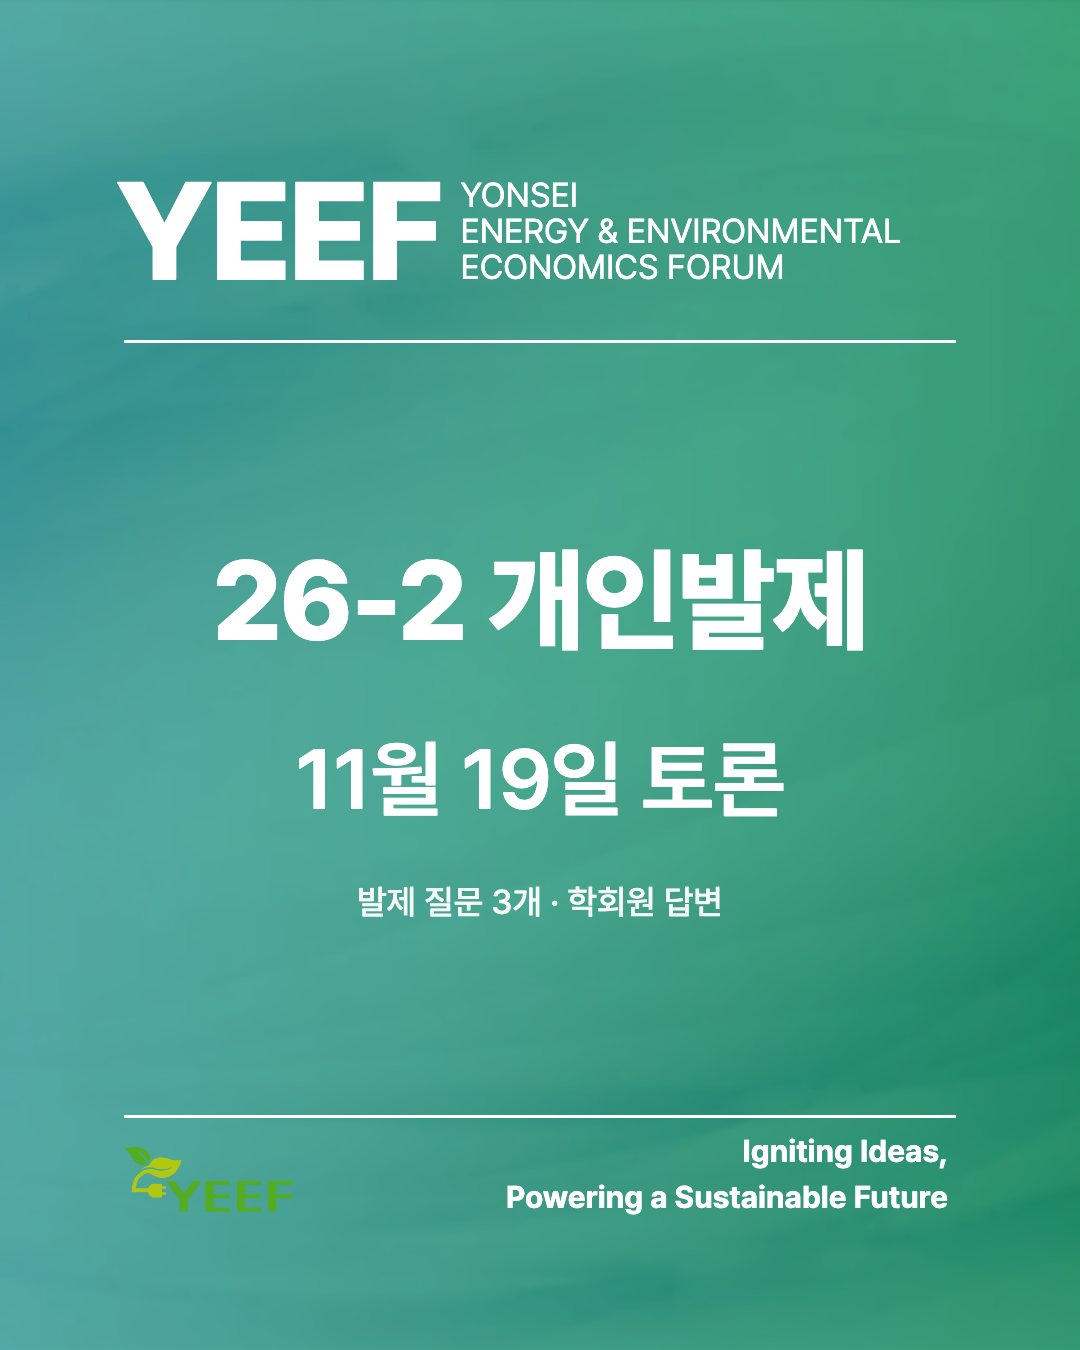 YEEF
YONSEI
ENERGY & ENVIRONMENTAL
ECONOMICS FORUM
26-2 개인발제
11월 19일 토론
발제 질문 3개 · 학회원 답변
YEEF
Igniting Ideas,
Powering a Sustainable Future